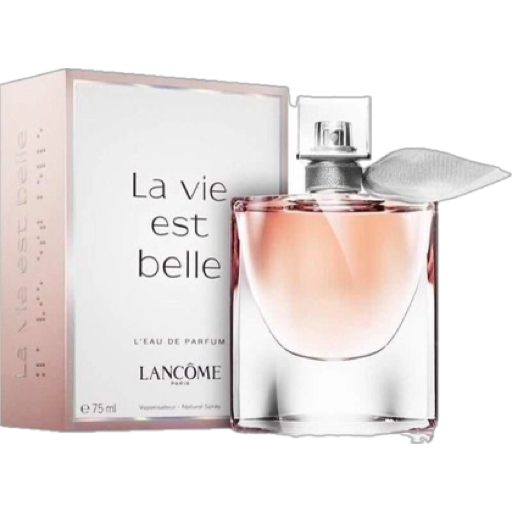 La vie est belle
La vie
est
belle
L'EAU DE PARFUM
LANCÔME
PARIS
e 75 ml
Vaporisateur - Natural Spray